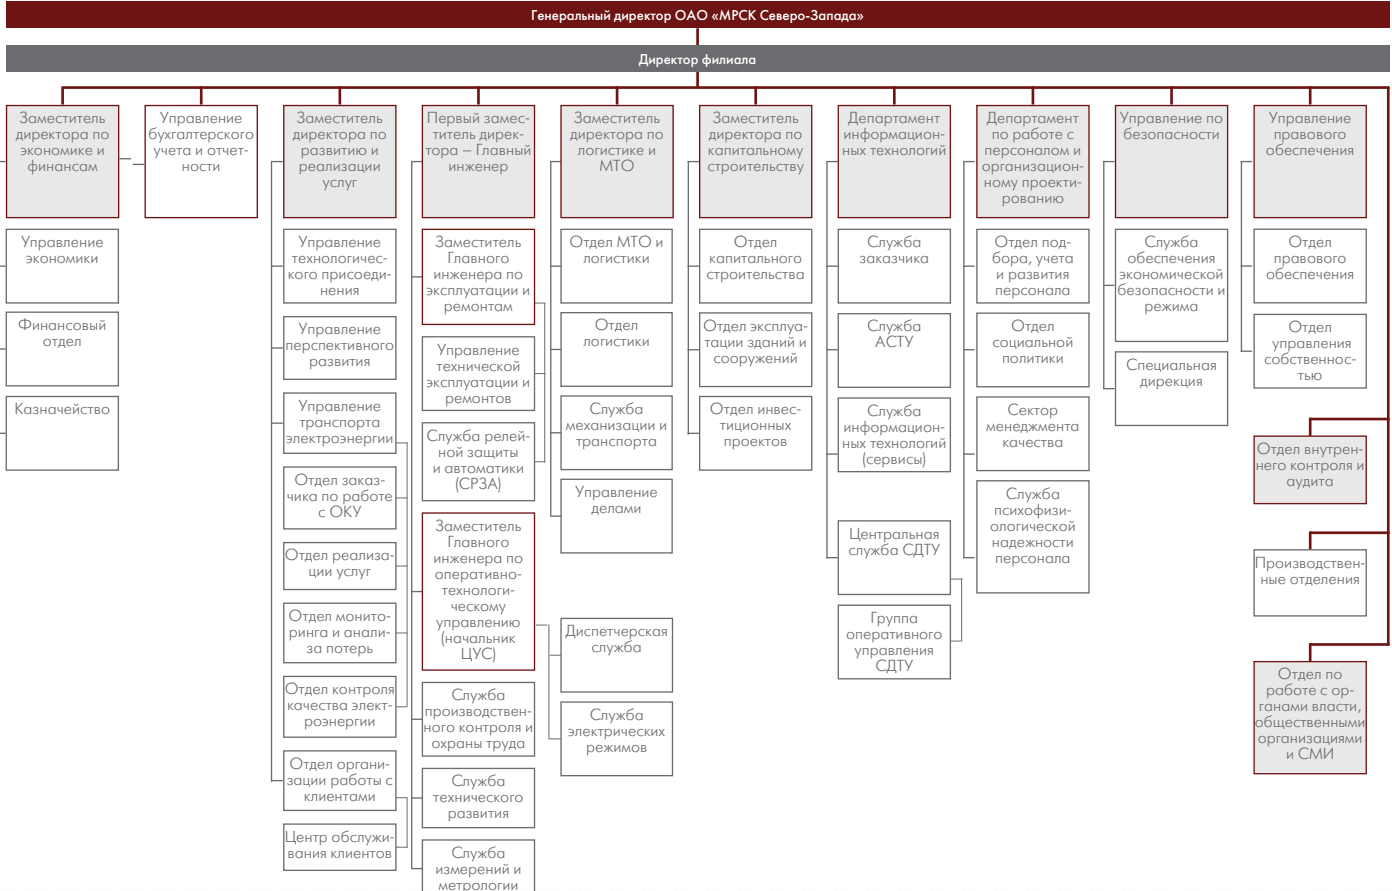 Генеральный директор ОАО «МРСК Северо-Запада»
Директор филиала
Заместитель
директора по
экономике и
финансам
Управление
экономики
Финансовый
отдел
Казначейство
Управление
бухгалтерского
учета и отчет-
ности
Заместитель
директора по
развитию и
реализации
услуг
Управление
технологичес-
кого присоеди-
нения
Управление
перспективного
развития
Управление
транспорта
электроэнергии
Отдел заказ-
чика по работе
с ОКУ
Отдел реализа-
ции услуг
Отдел монито-
ринга и анали-
за потерь
Отдел контроля
качества элект-
роэнергии
Отдел органи-
зации работы с
клиентами
Центр обслужи-
вания клиентов
Первый замес-
титель дирек-
тора – Главный
инженер
Заместитель
Главного
инженера по
эксплуатации и
ремонтам
Управление
технической
эксплуатации и
ремонтов
Служба релей-
ной защиты
и автоматики
(СРЗА)
Заместитель
Главного
инженера по
оперативно-
технологи-
ческому
управлению
(начальник
ЦУС)
Служба
производствен-
ного контроля и
охраны труда
Служба
технического
развития
Служба
измерений и
метрологии
Заместитель
директора по
логистике и
МТО
Отдел МТО и
логистики
Отдел
логистики
Служба
механизации и
транспорта
Управление
делами
Диспетчерская
служба
Служба
электрических
режимов
Заместитель
директора по
капитальному
строительству
Отдел
капитального
строительства
Отдел эксплуа-
тации зданий и
сооружений
Отдел инвес-
тиционных
проектов
Департамент
информацион-
ных технологий
Служба
заказчика
Служба
АСТУ
Служба
информацион-
ных технологий
(сервисы)
Центральная
служба СДТУ
Группа
оперативного
управления
СДТУ
Департамент
по работе с
персоналом и
организацион-
ному проекти-
рованию
Отдел под-
бора, учета
и развития
персонала
Отдел
социальной
политики
Сектор
менеджмента
качества
Служба
психофизи-
ологической
надежности
персонала
Управление по
безопасности
Служба
обеспечения
экономической
безопасности и
режима
Специальная
дирекция
Управление
правового
обеспечения
Отдел
правового
обеспечения
Отдел
управления
собственнос-
тью
Отдел внутрен-
него контроля и
аудита
Производствен-
ные отделения
Отдел по
работе с ор-
ганами власти,
общественными
организациями
и СМИ